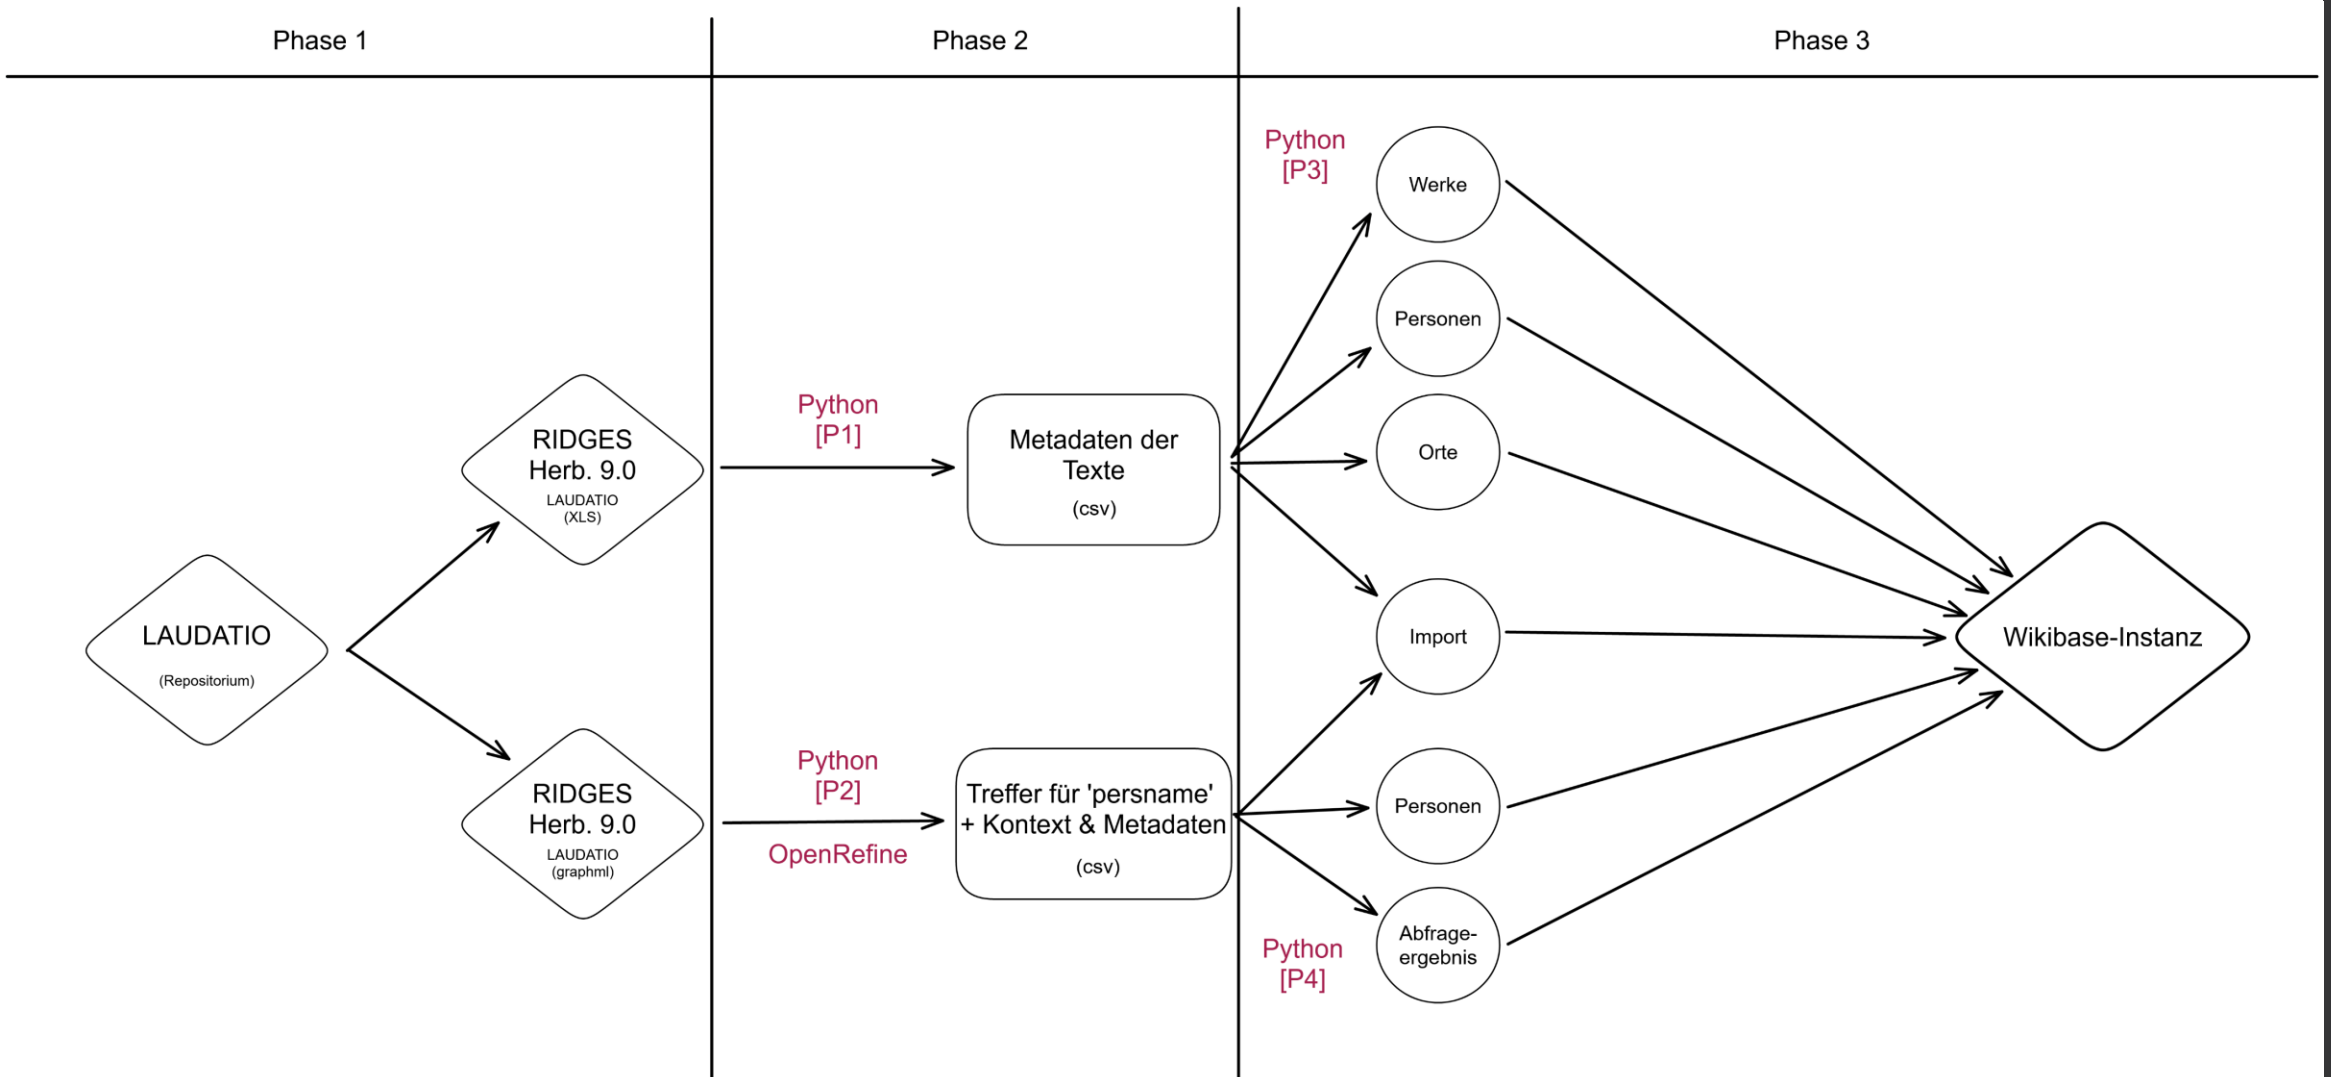 Phase 1
Phase 2
Phase 3
LAUDATIO
(Repositorium)
RIDGES
Herb. 9.0
LAUDATIO
(XLS)
RIDGES
Herb. 9.0
LAUDATIO
(graphml)
Python
[P1]
Metadaten der
Texte
(csv)
Python
[P2]
OpenRefine
Treffer für 'persname'
+ Kontext & Metadaten
(csv)
Python
[P3]
Werke
Personen
Orte
Import
Personen
Abfrage-
ergebnis
Python
[P4]
Wikibase-Instanz